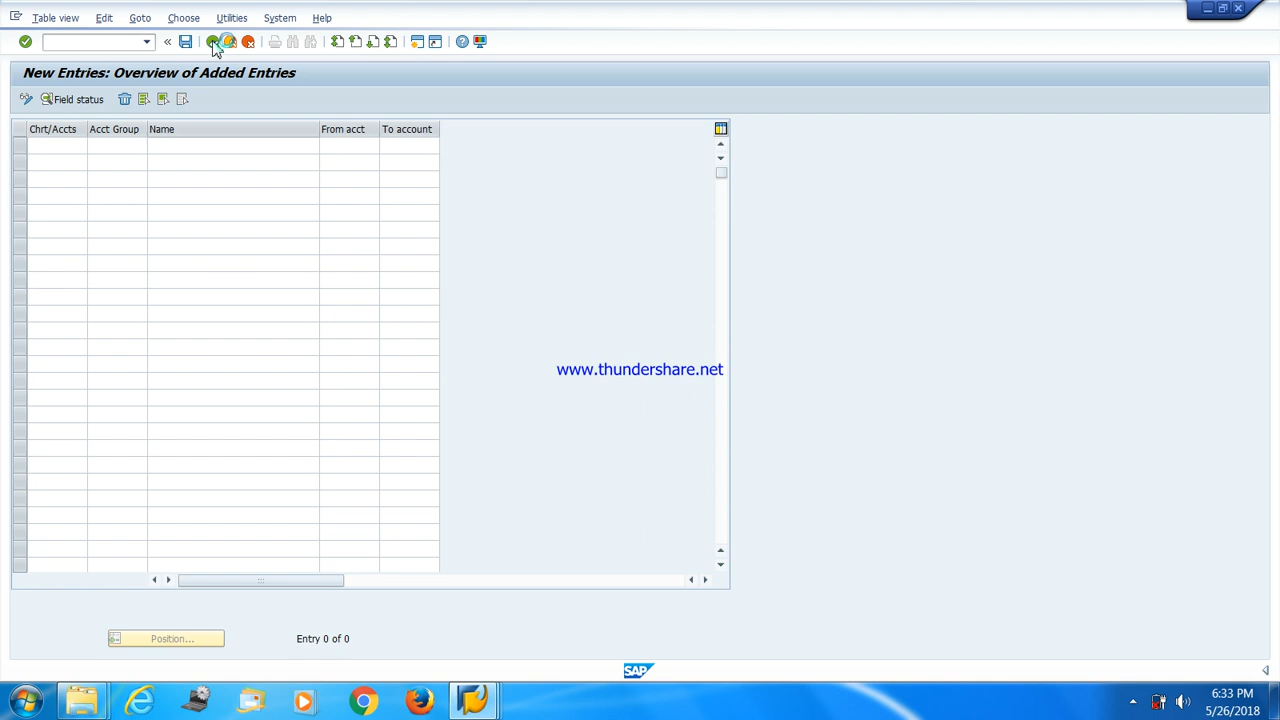 Table view Edit Goto Choose Utilities System Help
New Entries: Overview of Added Entries
Field status
Chrt/Accts Acct Group Name From acct To account
www.thundershare.net
Position... Entry 0 of 0
SAP
6:33 PM
5/26/2018